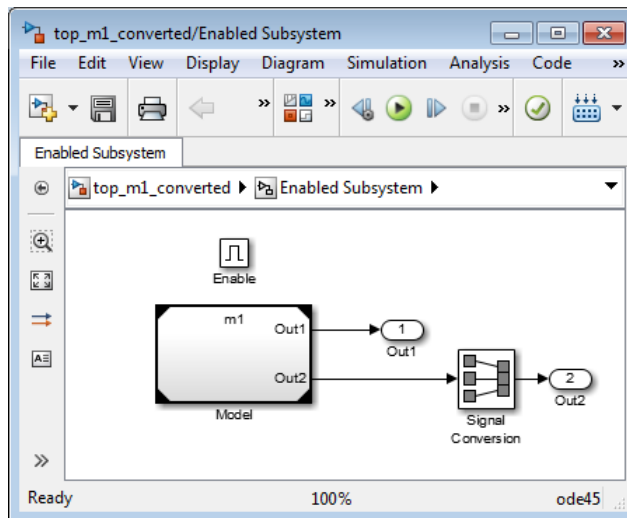 top_m1_converted/Enabled Subsystem
File Edit View Display Diagram Simulation Analysis Code »
» » »
Enabled Subsystem
top_m1_converted Enabled Subsystem
Enable
m1
Out1
Out2
Model
1
Out1
Signal
Conversion
2
Out2
A
»
Ready 100% ode45